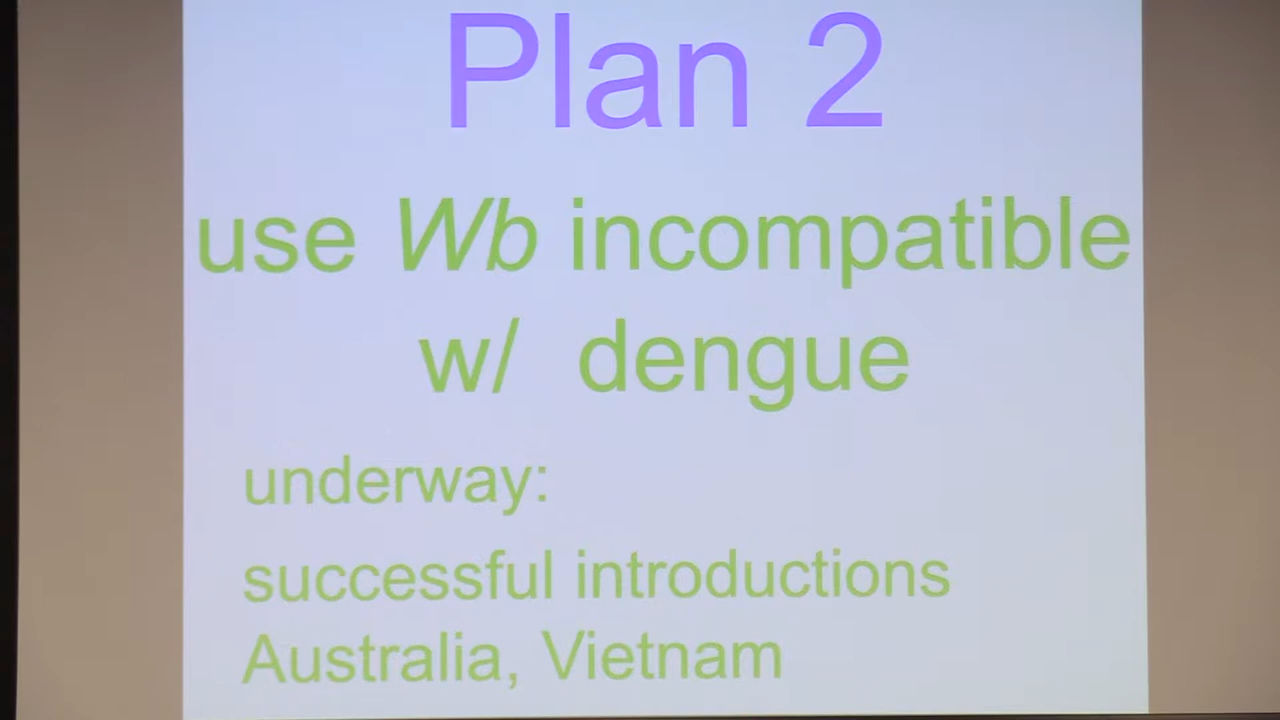 Plan 2
use Wb incompatible
w/ dengue
underway:
successful introductions
Australia, Vietnam